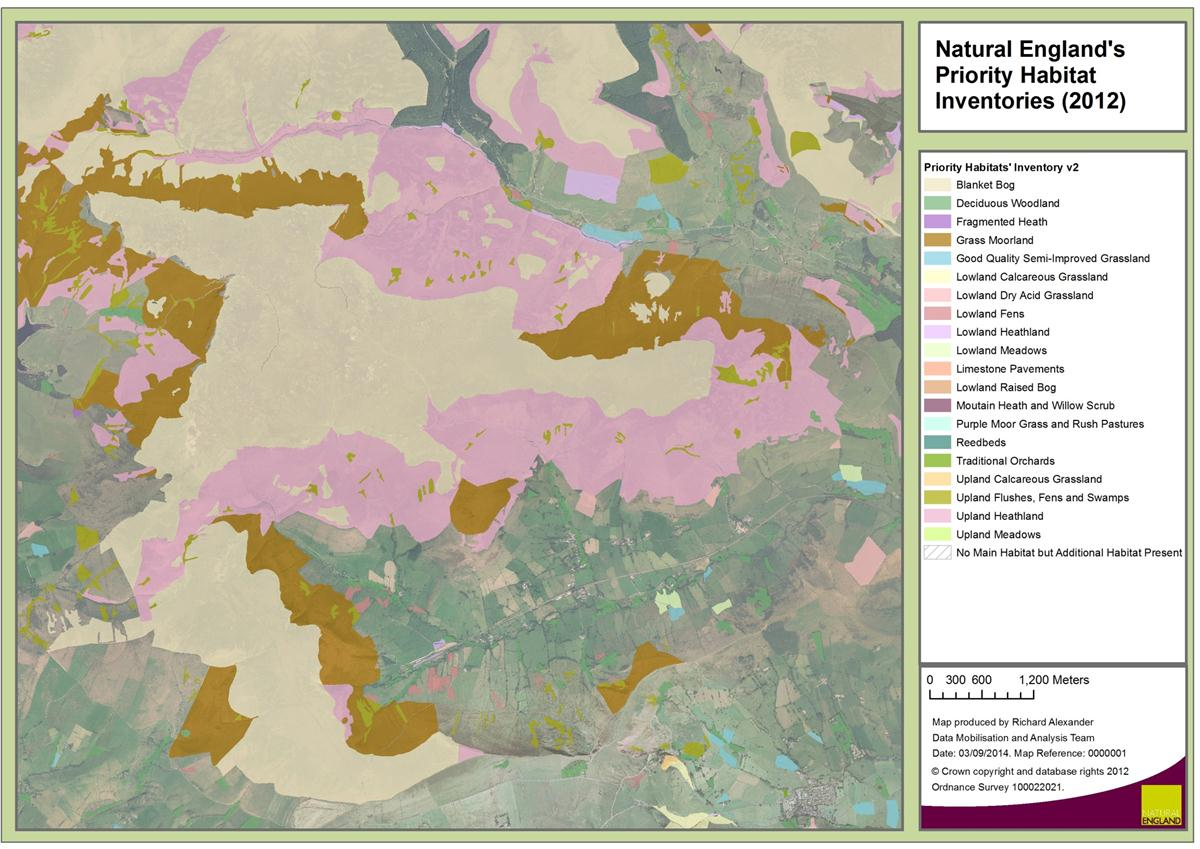 Natural England's
Priority Habitat
Inventories (2012)
Priority Habitats' Inventory v2
Blanket Bog
Deciduous Woodland
Fragmented Heath
Grass Moorland
Good Quality Semi-Improved Grassland
Lowland Calcareous Grassland
Lowland Dry Acid Grassland
Lowland Fens
Lowland Heathland
Lowland Meadows
Limestone Pavements
Lowland Raised Bog
Moutain Heath and Willow Scrub
Purple Moor Grass and Rush Pastures
Reedbeds
Traditional Orchards
Upland Calcareous Grassland
Upland Flushes, Fens and Swamps
Upland Heathland
Upland Meadows
No Main Habitat but Additional Habitat Present
0 300 600 1,200 Meters
Map produced by Richard Alexander
Data Mobilisation and Analysis Team
Date: 03/09/2014. Map Reference: 0000001
© Crown copyright and database rights 2012
Ordnance Survey 100022021.
NATURAL
ENGLAND